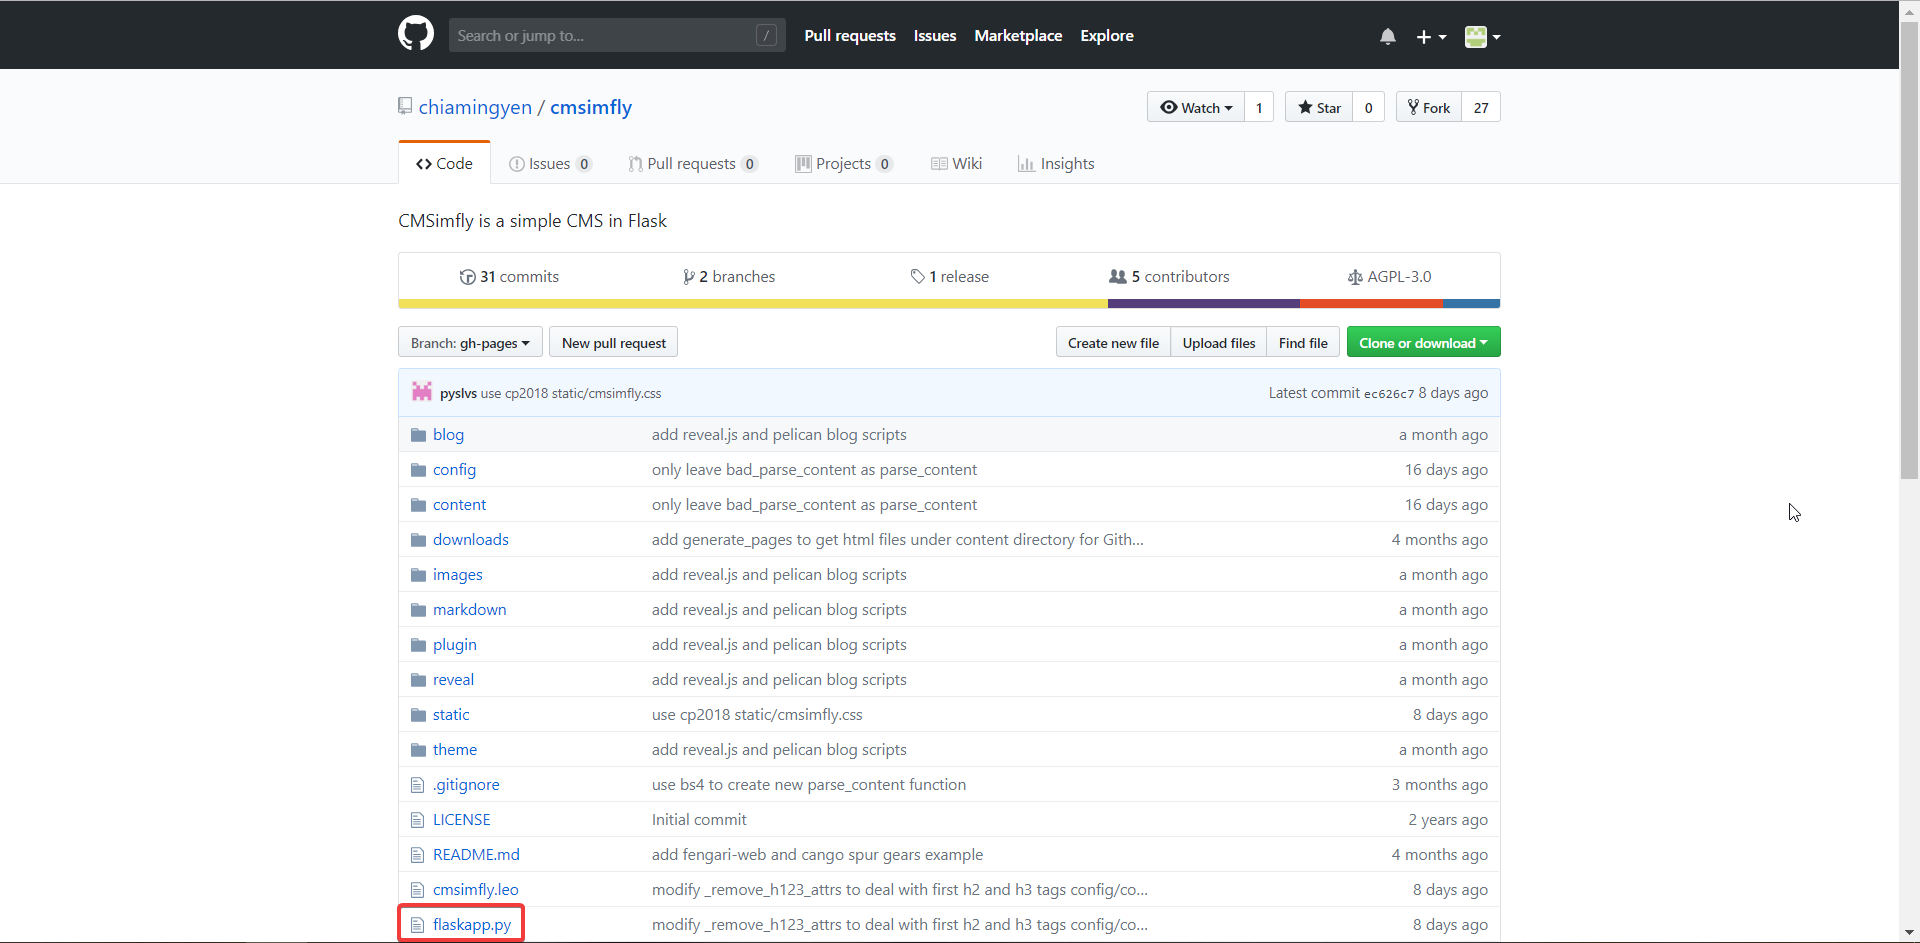 Search or jump to... / Pull requests Issues Marketplace Explore
chiamingyen / cmsimfly Watch 1 Star 0 Fork 27
Code Issues 0 Pull requests 0 Projects 0 Wiki Insights
CMSimfly is a simple CMS in Flask
31 commits 2 branches 1 release 5 contributors AGPL-3.0
Branch: gh-pages New pull request Create new file Upload files Find file Clone or download
pyslvs use cp2018 static/cmsimfly.css Latest commit ec626c7 8 days ago
blog add reveal.js and pelican blog scripts a month ago
config only leave bad_parse_content as parse_content 16 days ago
content only leave bad_parse_content as parse_content 16 days ago
downloads add generate_pages to get html files under content directory for Gith... 4 months ago
images add reveal.js and pelican blog scripts a month ago
markdown add reveal.js and pelican blog scripts a month ago
plugin add reveal.js and pelican blog scripts a month ago
reveal add reveal.js and pelican blog scripts a month ago
static use cp2018 static/cmsimfly.css 8 days ago
theme add reveal.js and pelican blog scripts a month ago
.gitignore use bs4 to create new parse_content function 3 months ago
LICENSE Initial commit 2 years ago
README.md add fengari-web and cango spur gears example 4 months ago
cmsimfly.leo modify _remove_h123_attrs to deal with first h2 and h3 tags config/co... 8 days ago
flaskapp.py modify _remove_h123_attrs to deal with first h2 and h3 tags config/co... 8 days ago